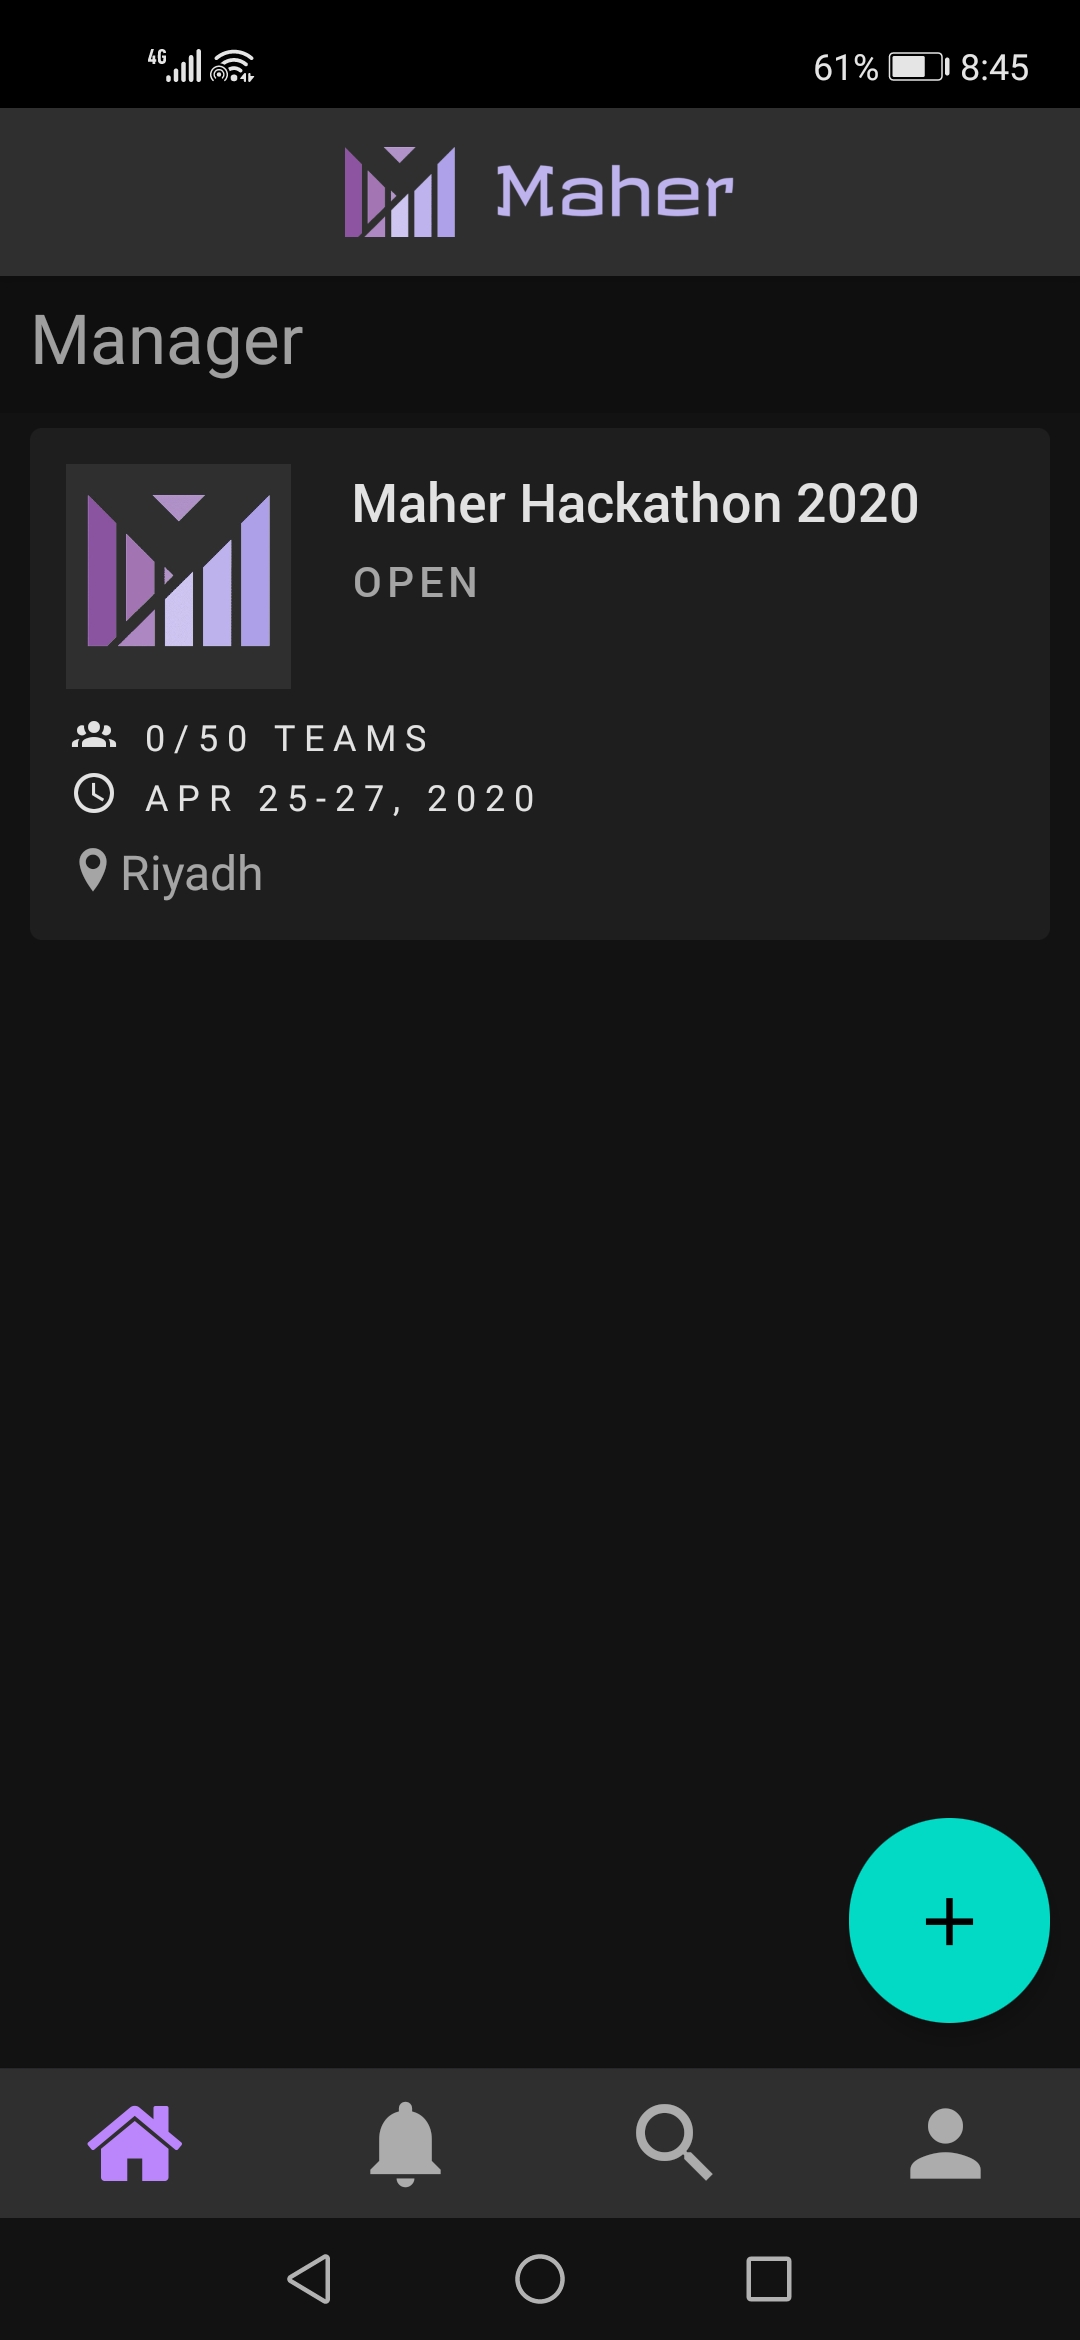 4G 61% 8:45
Maher
Manager
Maher Hackathon 2020
OPEN
0/50 TEAMS
APR 25-27, 2020
Riyadh